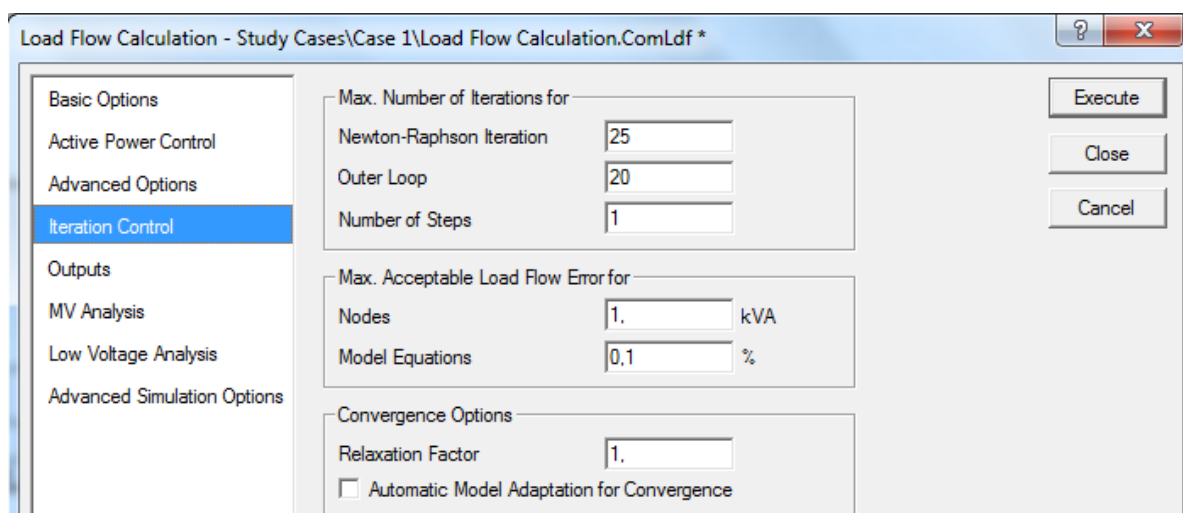 Load Flow Calculation - Study Cases\Case 1\Load Flow Calculation.ComLdf *
Basic Options
Active Power Control
Advanced Options
Iteration Control
Outputs
MV Analysis
Low Voltage Analysis
Advanced Simulation Options
Max. Number of Iterations for
Newton-Raphson Iteration 25
Outer Loop 20
Number of Steps 1
Max. Acceptable Load Flow Error for
Nodes 1, kVA
Model Equations 0,1 %
Convergence Options
Relaxation Factor 1,
Automatic Model Adaptation for Convergence
Execute
Close
Cancel